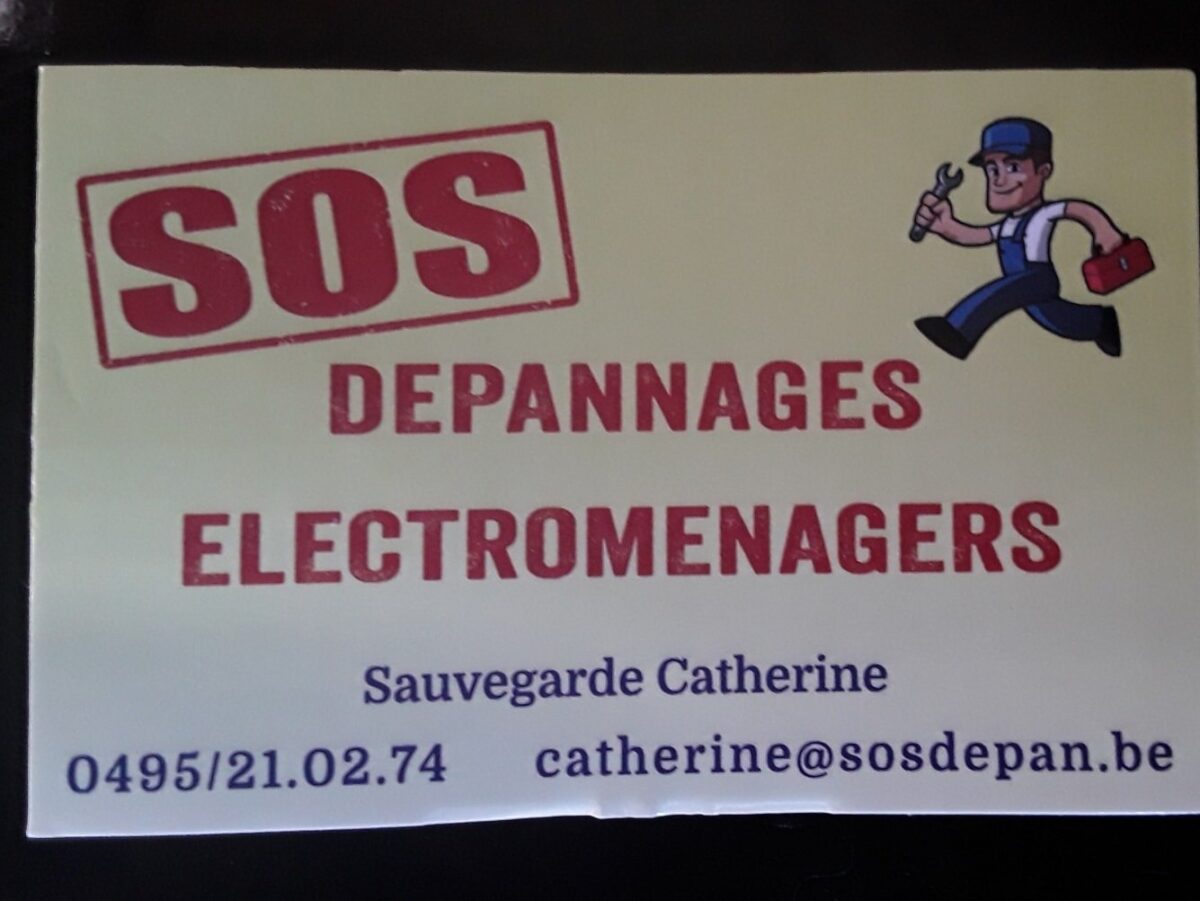 SOS
DEPANNAGES
ELECTROMENAGERS
Sauvegarde Catherine
0495/21.02.74 catherine@sosdepan.be